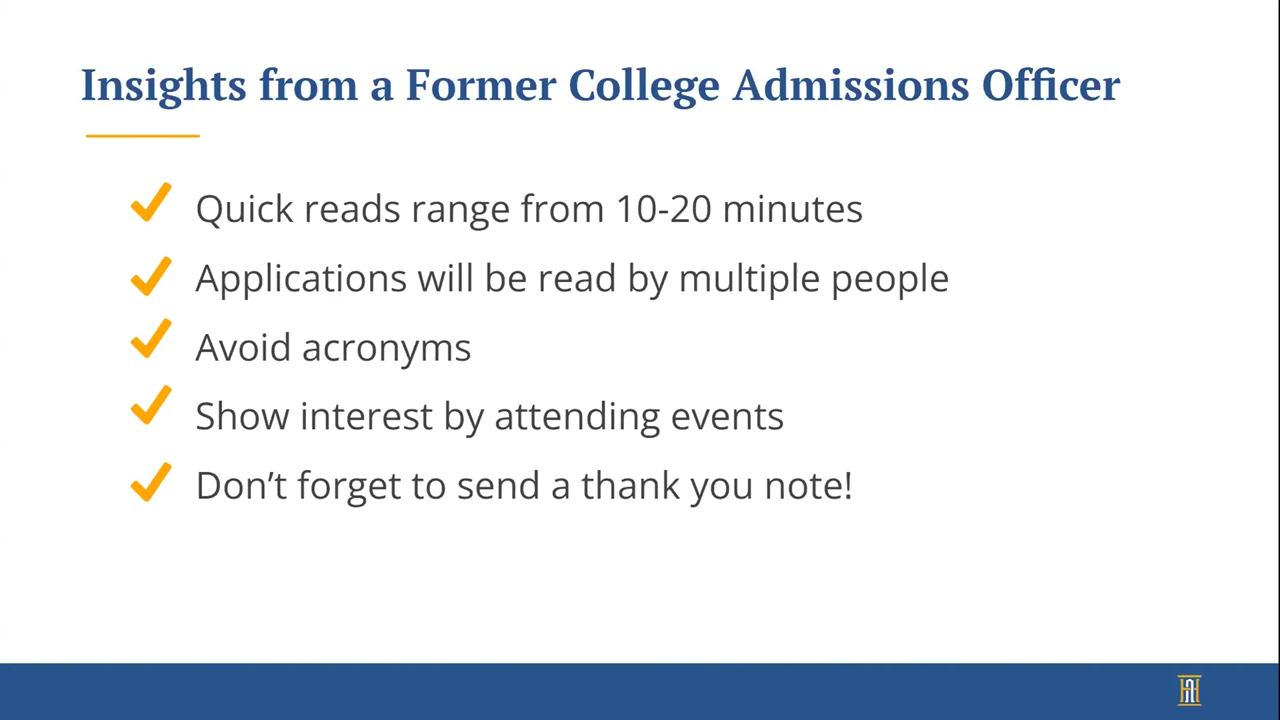 Insights from a Former College Admissions Officer
Quick reads range from 10-20 minutes
Applications will be read by multiple people
Avoid acronyms
Show interest by attending events
Don’t forget to send a thank you note!